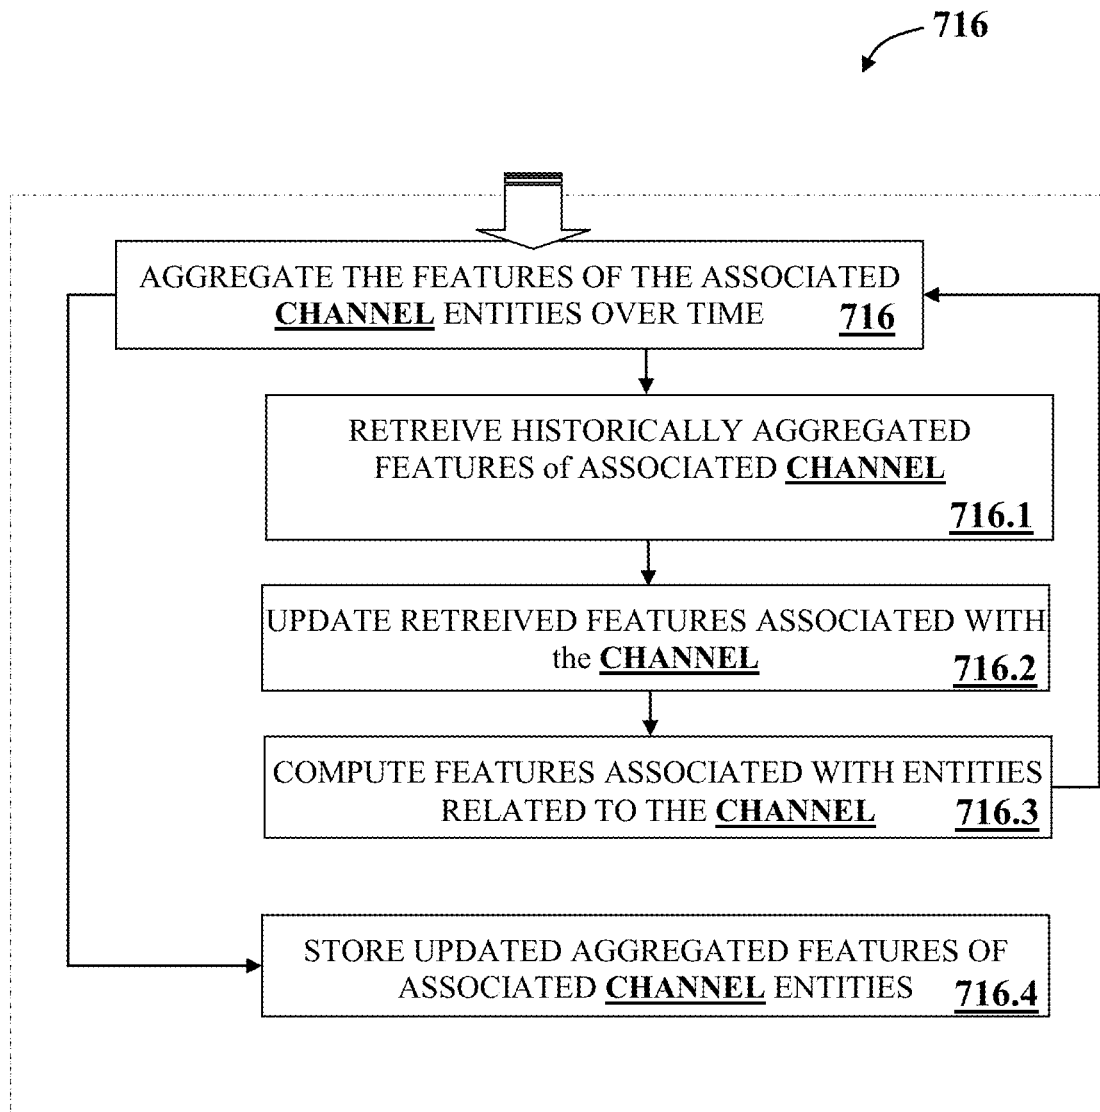 716
AGGREGATE THE FEATURES OF THE ASSOCIATED
CHANNEL ENTITIES OVER TIME 716
RETREIVE HISTORICALLY AGGREGATED
FEATURES of ASSOCIATED CHANNEL
716.1
UPDATE RETREIVED FEATURES ASSOCIATED WITH
the CHANNEL 716.2
COMPUTE FEATURES ASSOCIATED WITH ENTITIES
RELATED TO THE CHANNEL 716.3
STORE UPDATED AGGREGATED FEATURES OF
ASSOCIATED CHANNEL ENTITIES 716.4